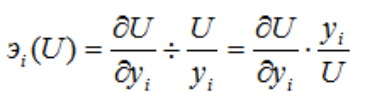 э_i(U) = ∂U/∂y_i ÷ U/y_i = ∂U/∂y_i · y_i/U